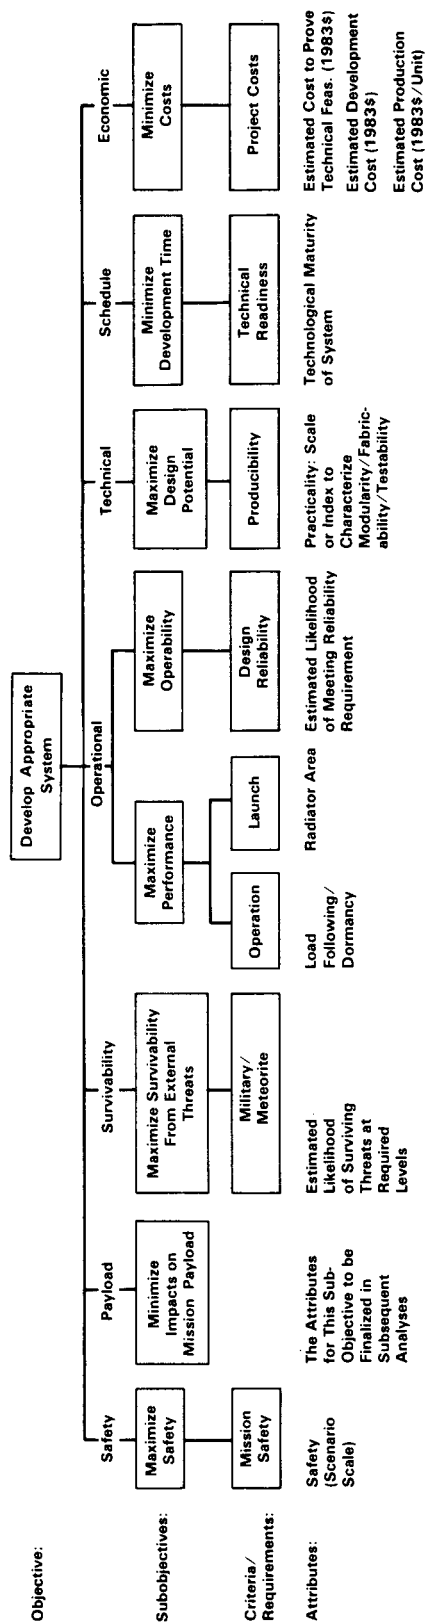 Objective:
Develop Appropriate
System
Safety
Payload
Survivability
Operational
Technical
Schedule
Economic
Subobjectives:
Maximize
Safety
Minimize
Impacts on
Mission Payload
Maximize Survivability
From External
Threats
Maximize
Performance
Maximize
Operability
Maximize
Design
Potential
Minimize
Development Time
Minimize
Costs
Criteria/
Requirements:
Mission
Safety
Military/
Meteorite
Operation
Launch
Design
Reliability
Producibility
Technical
Readiness
Project Costs
Attributes:
Safety
(Scenario
Scale)
The Attributes
for This Sub-
Objective to be
Finalized in
Subsequent
Analyses
Estimated
Likelihood
of Surviving
Threats at
Required
Levels
Load
Following/
Dormancy
Radiator Area
Estimated Likelihood
of Meeting Reliability
Requirement
Practicality: Scale
or Index to
Characterize
Modularity/Fabric-
ability/Testability
Technological Maturity
of System
Estimated Cost to Prove
Technical Feas. (1983$)
Estimated Development
Cost (1983$)
Estimated Production
Cost (1983$/Unit)